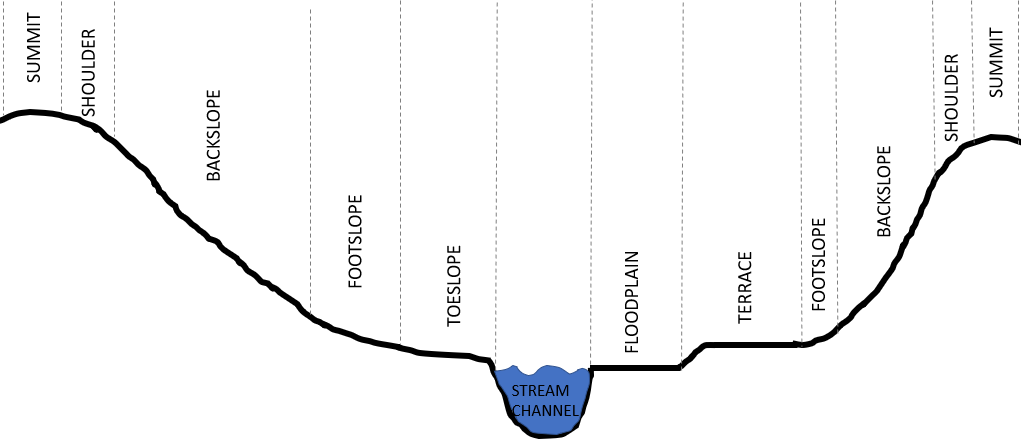 SUMMIT
SHOULDER
BACKSLOPE
FOOTSLOPE
TOESLOPE
STREAM
CHANNEL
FLOODPLAIN
TERRACE
FOOTSLOPE
BACKSLOPE
SHOULDER
SUMMIT